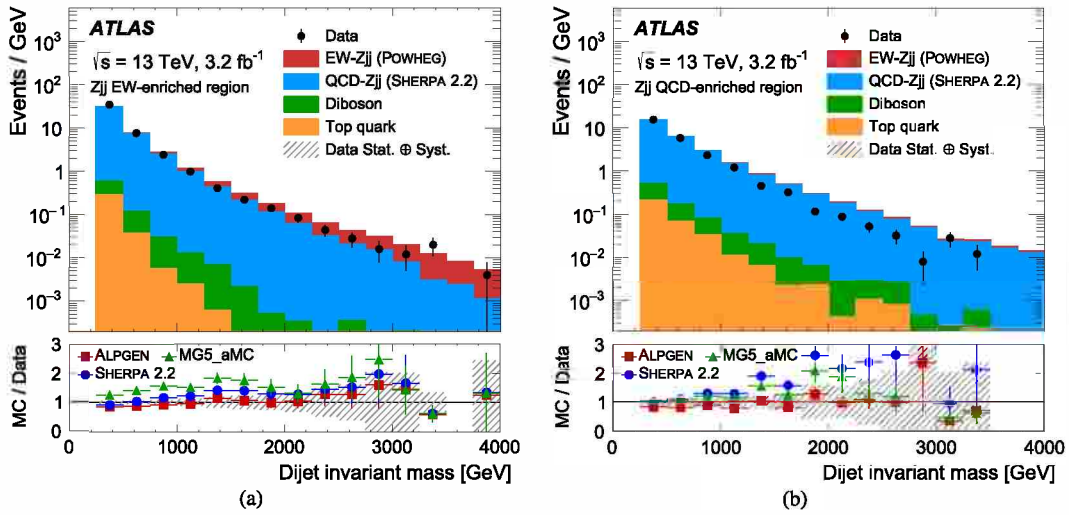 ATLAS
√s = 13 TeV, 3.2 fb⁻¹
Zjj EW-enriched region
Data
EW-Zjj (POWHEG)
QCD-Zjj (SHERPA 2.2)
Diboson
Top quark
Data Stat. ⊕ Syst.
Events / GeV
10³
10²
10
1
10⁻¹
10⁻²
10⁻³
MC / Data
3
2
1
0
ALPGEN
MG5_aMC
SHERPA 2.2
0 1000 2000 3000 4000
Dijet invariant mass [GeV]
(a)
ATLAS
√s = 13 TeV, 3.2 fb⁻¹
Zjj QCD-enriched region
Data
EW-Zjj (POWHEG)
QCD-Zjj (SHERPA 2.2)
Diboson
Top quark
Data Stat. ⊕ Syst.
Events / GeV
10³
10²
10
1
10⁻¹
10⁻²
10⁻³
MC / Data
3
2
1
0
ALPGEN
MG5_aMC
SHERPA 2.2
0 1000 2000 3000 4000
Dijet invariant mass [GeV]
(b)